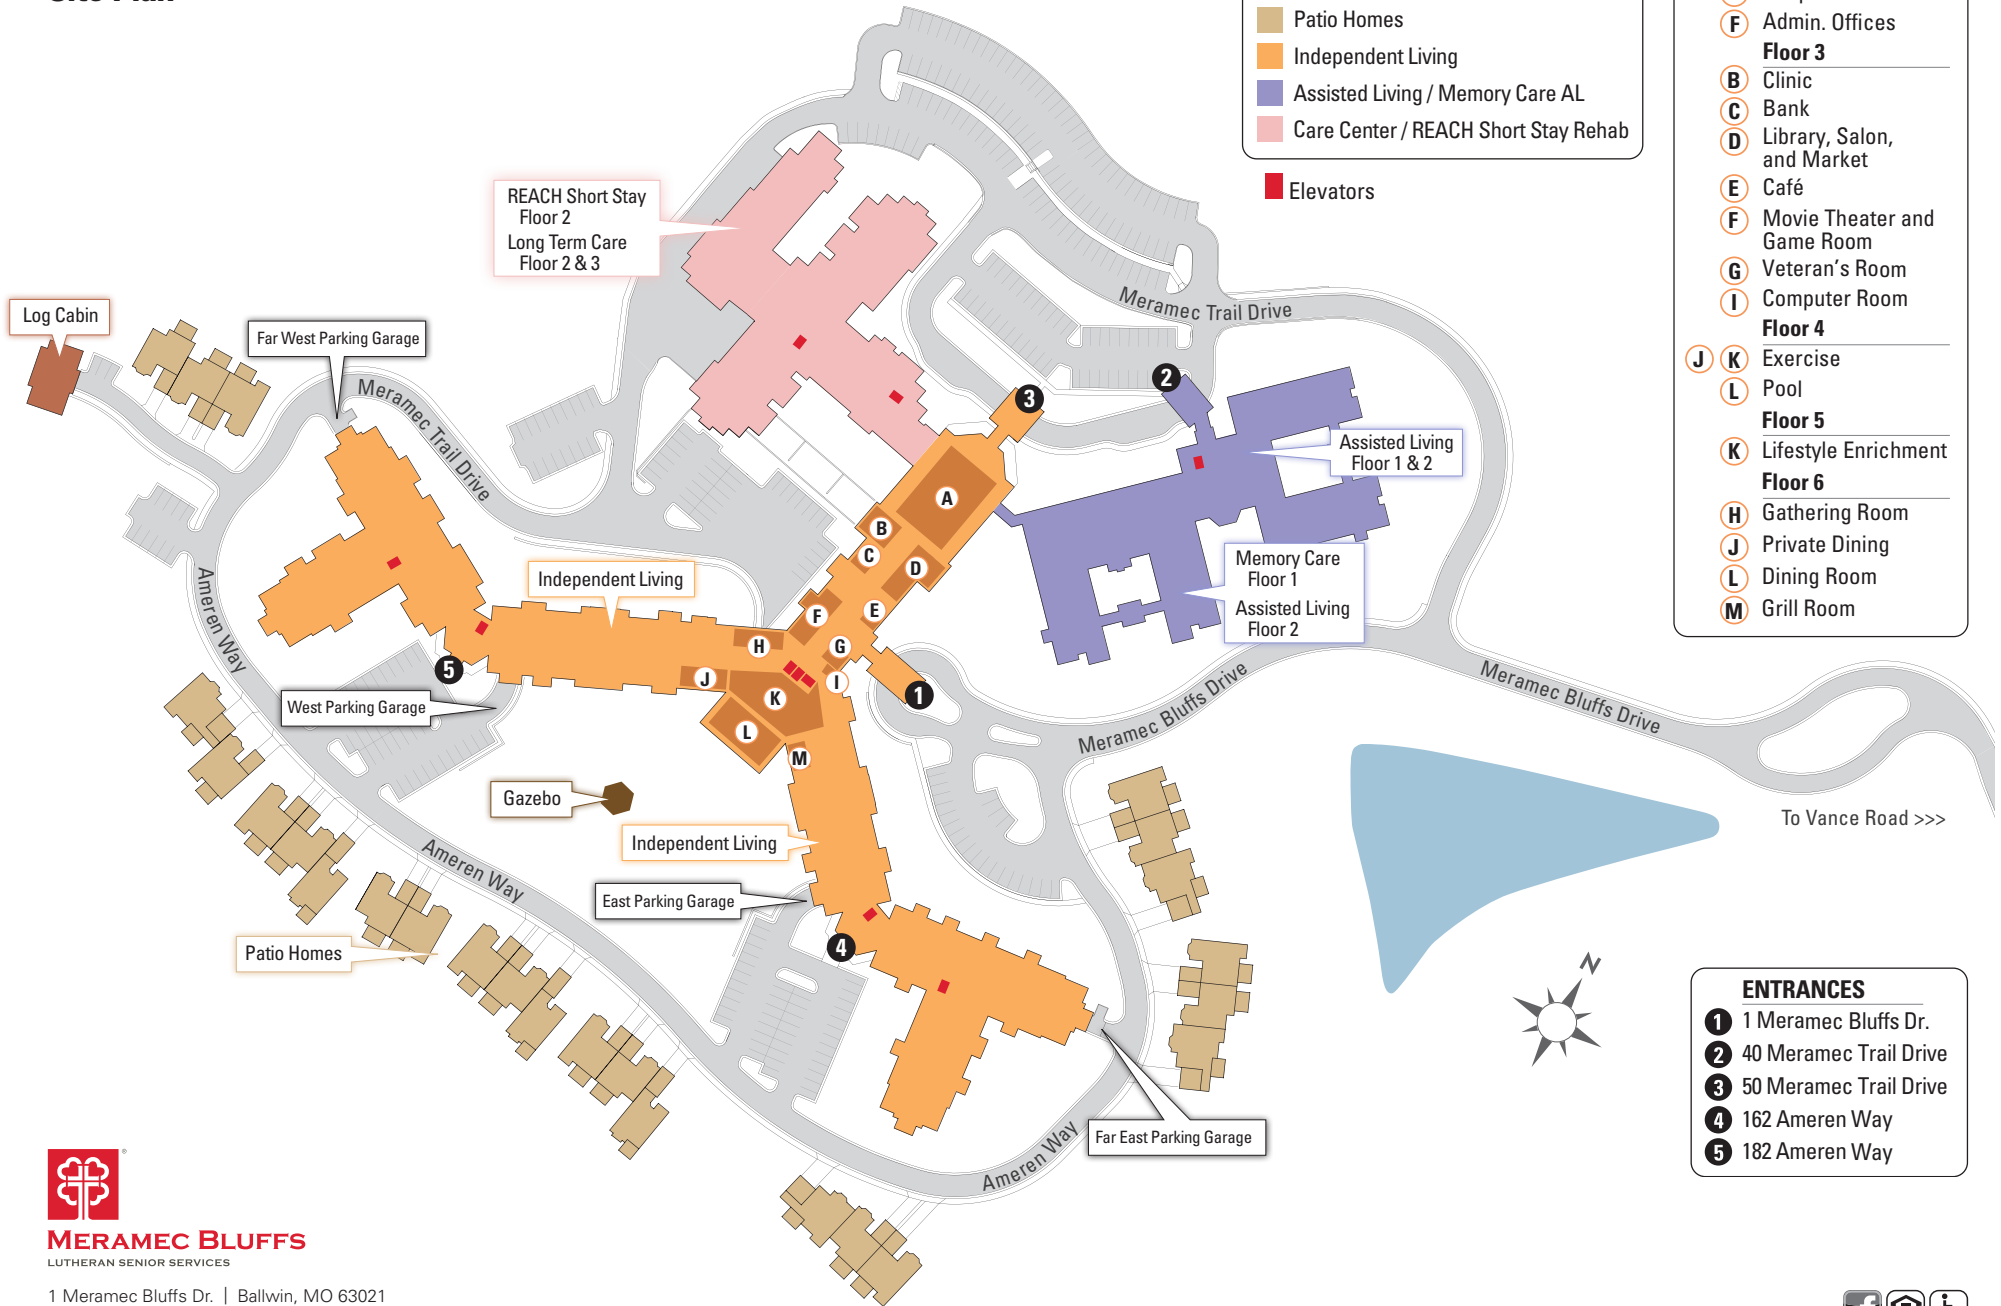 Patio Homes
Independent Living
Assisted Living / Memory Care AL
Care Center / REACH Short Stay Rehab
Elevators
F Admin. Offices
Floor 3
B Clinic
C Bank
D Library, Salon,
and Market
E Café
F Movie Theater and
Game Room
G Veteran's Room
I Computer Room
Floor 4
J K Exercise
L Pool
Floor 5
K Lifestyle Enrichment
Floor 6
H Gathering Room
J Private Dining
L Dining Room
M Grill Room
REACH Short Stay
Floor 2
Long Term Care
Floor 2 & 3
Log Cabin
Far West Parking Garage
Meramec Trail Drive
Meramec Trail Drive
2
3
Assisted Living
Floor 1 & 2
A
B
C
D
E
F
G
H
I
J
K
L
M
Memory Care
Floor 1
Assisted Living
Floor 2
Independent Living
Ameren Way
5
1
West Parking Garage
Meramec Bluffs Drive
Meramec Bluffs Drive
Gazebo
To Vance Road >>>
Independent Living
Ameren Way
East Parking Garage
4
Patio Homes
N
Far East Parking Garage
Ameren Way
ENTRANCES
1 1 Meramec Bluffs Dr.
2 40 Meramec Trail Drive
3 50 Meramec Trail Drive
4 162 Ameren Way
5 182 Ameren Way
MERAMEC BLUFFS
LUTHERAN SENIOR SERVICES
1 Meramec Bluffs Dr. | Ballwin, MO 63021